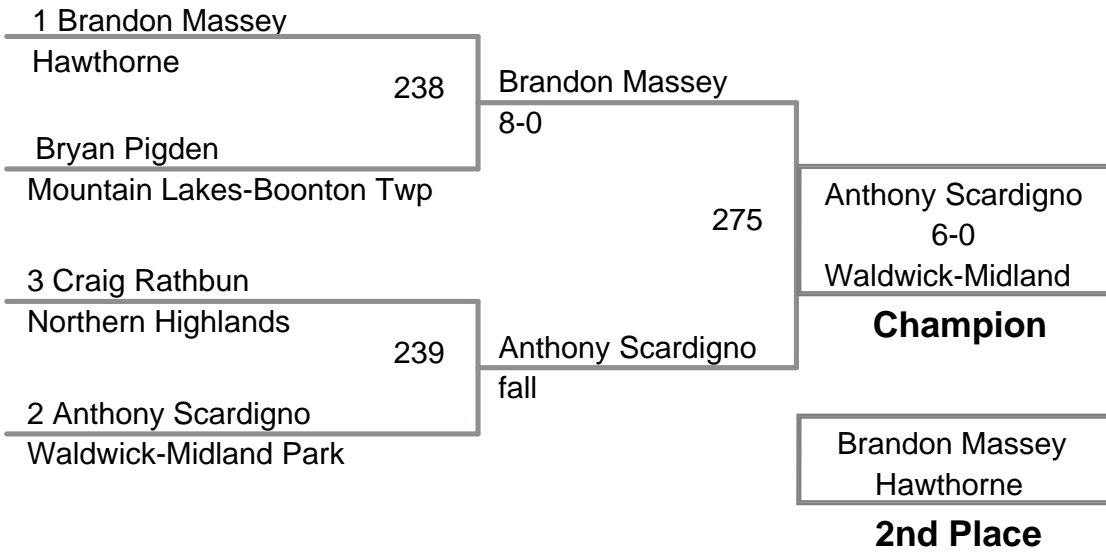 1 Brandon Massey
Hawthorne
238
Bryan Pigden
Mountain Lakes-Boonton Twp
3 Craig Rathbun
Northern Highlands
239
2 Anthony Scardigno
Waldwick-Midland Park
Brandon Massey
8-0
275
Anthony Scardigno
fall
Anthony Scardigno
6-0
Waldwick-Midland
Champion
Brandon Massey
Hawthorne
2nd Place